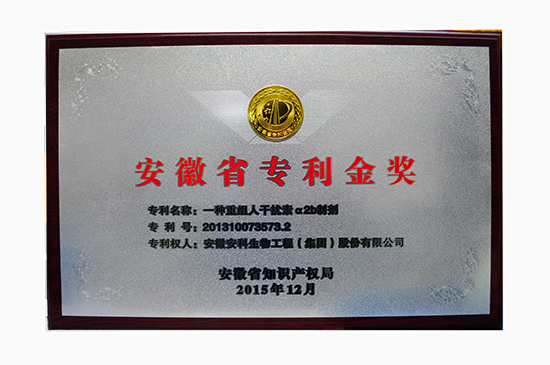 安徽省专利金奖
专利名称：一种重组人干扰素α2b制剂
专 利 号：201310073573.2
专利权人：安徽安科生物工程（集团）股份有限公司
安徽省知识产权局
2015年12月